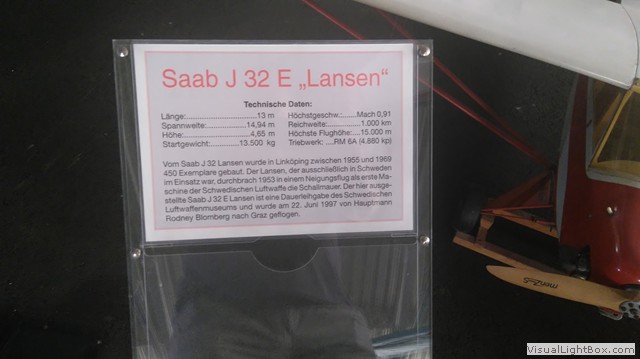 Saab J 32 E „Lansen“
Technische Daten:
Länge:..............................13 m
Spannweite:.......................14,94 m
Höhe:................................4,65 m
Startgewicht:................13.500 kg
Höchstgeschw.:.......Mach 0,91
Reichweite:..................1.000 km
Höchste Flughöhe:....15.000 m
Triebwerk: ....RM 6A (4.880 kp)
Vom Saab J 32 Lansen wurde in Linköping zwischen 1955 und 1969
450 Exemplare gebaut. Der Lansen, der ausschließlich in Schweden
im Einsatz war, durchbrach 1953 in einem Neigungsflug als erste Ma-
schine der Schwedischen Luftwaffe die Schallmauer. Der hier ausge-
stellte Saab J 32 E Lansen ist eine Dauerleihgabe des Schwedischen
Luftwaffenmuseums und wurde am 22. Juni 1997 von Hauptmann
Rodney Blomberg nach Graz geflogen.
VisualLightBox.com